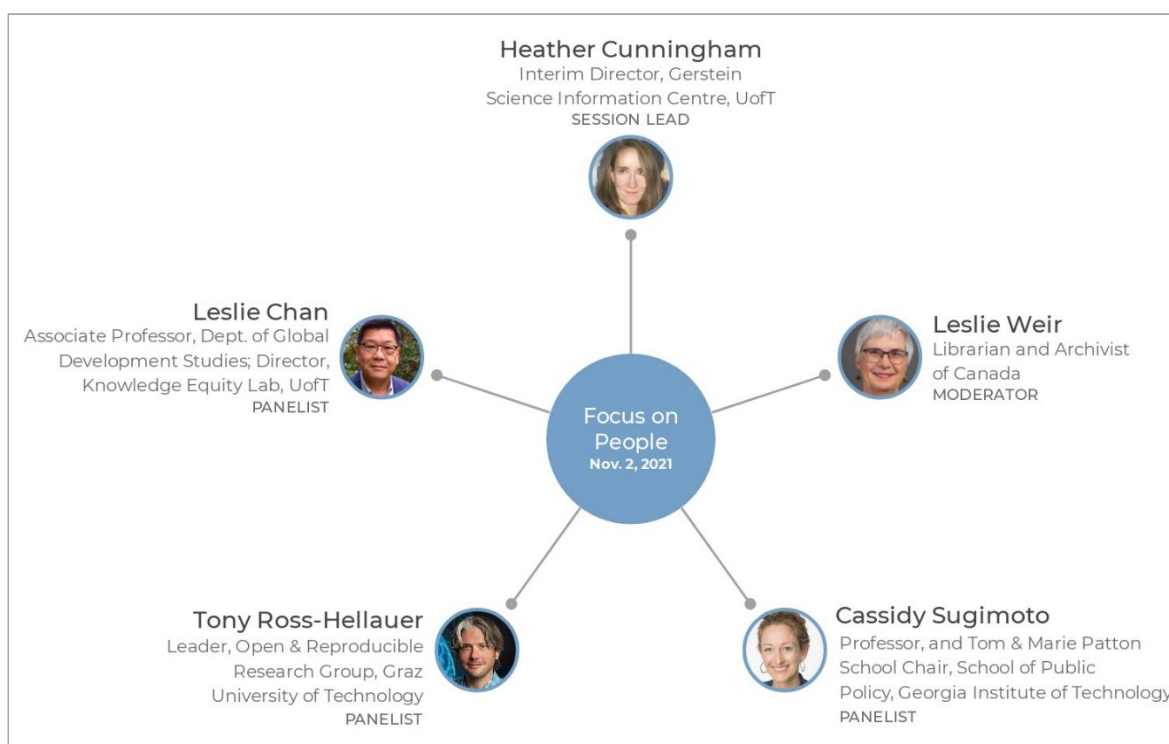 Heather Cunningham
Interim Director, Gerstein
Science Information Centre, UofT
SESSION LEAD
Leslie Chan
Associate Professor, Dept. of Global
Development Studies; Director,
Knowledge Equity Lab, UofT
PANELIST
Leslie Weir
Librarian and Archivist
of Canada
MODERATOR
Focus on
People
Nov. 2, 2021
Tony Ross-Hellauer
Leader, Open & Reproducible
Research Group, Graz
University of Technology
PANELIST
Cassidy Sugimoto
Professor, and Tom & Marie Patton
School Chair, School of Public
Policy, Georgia Institute of Technology
PANELIST